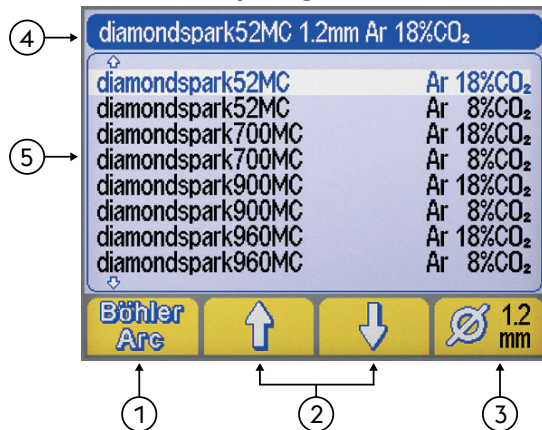 ④ diamondspark52MC 1.2mm Ar 18%CO₂
diamondspark52MC Ar 18%CO₂
diamondspark52MC Ar 8%CO₂
diamondspark700MC Ar 18%CO₂
⑤ diamondspark700MC Ar 8%CO₂
diamondspark900MC Ar 18%CO₂
diamondspark900MC Ar 8%CO₂
diamondspark960MC Ar 18%CO₂
diamondspark960MC Ar 8%CO₂
Böhler
Arc
Ø 1.2
mm
① ② ③